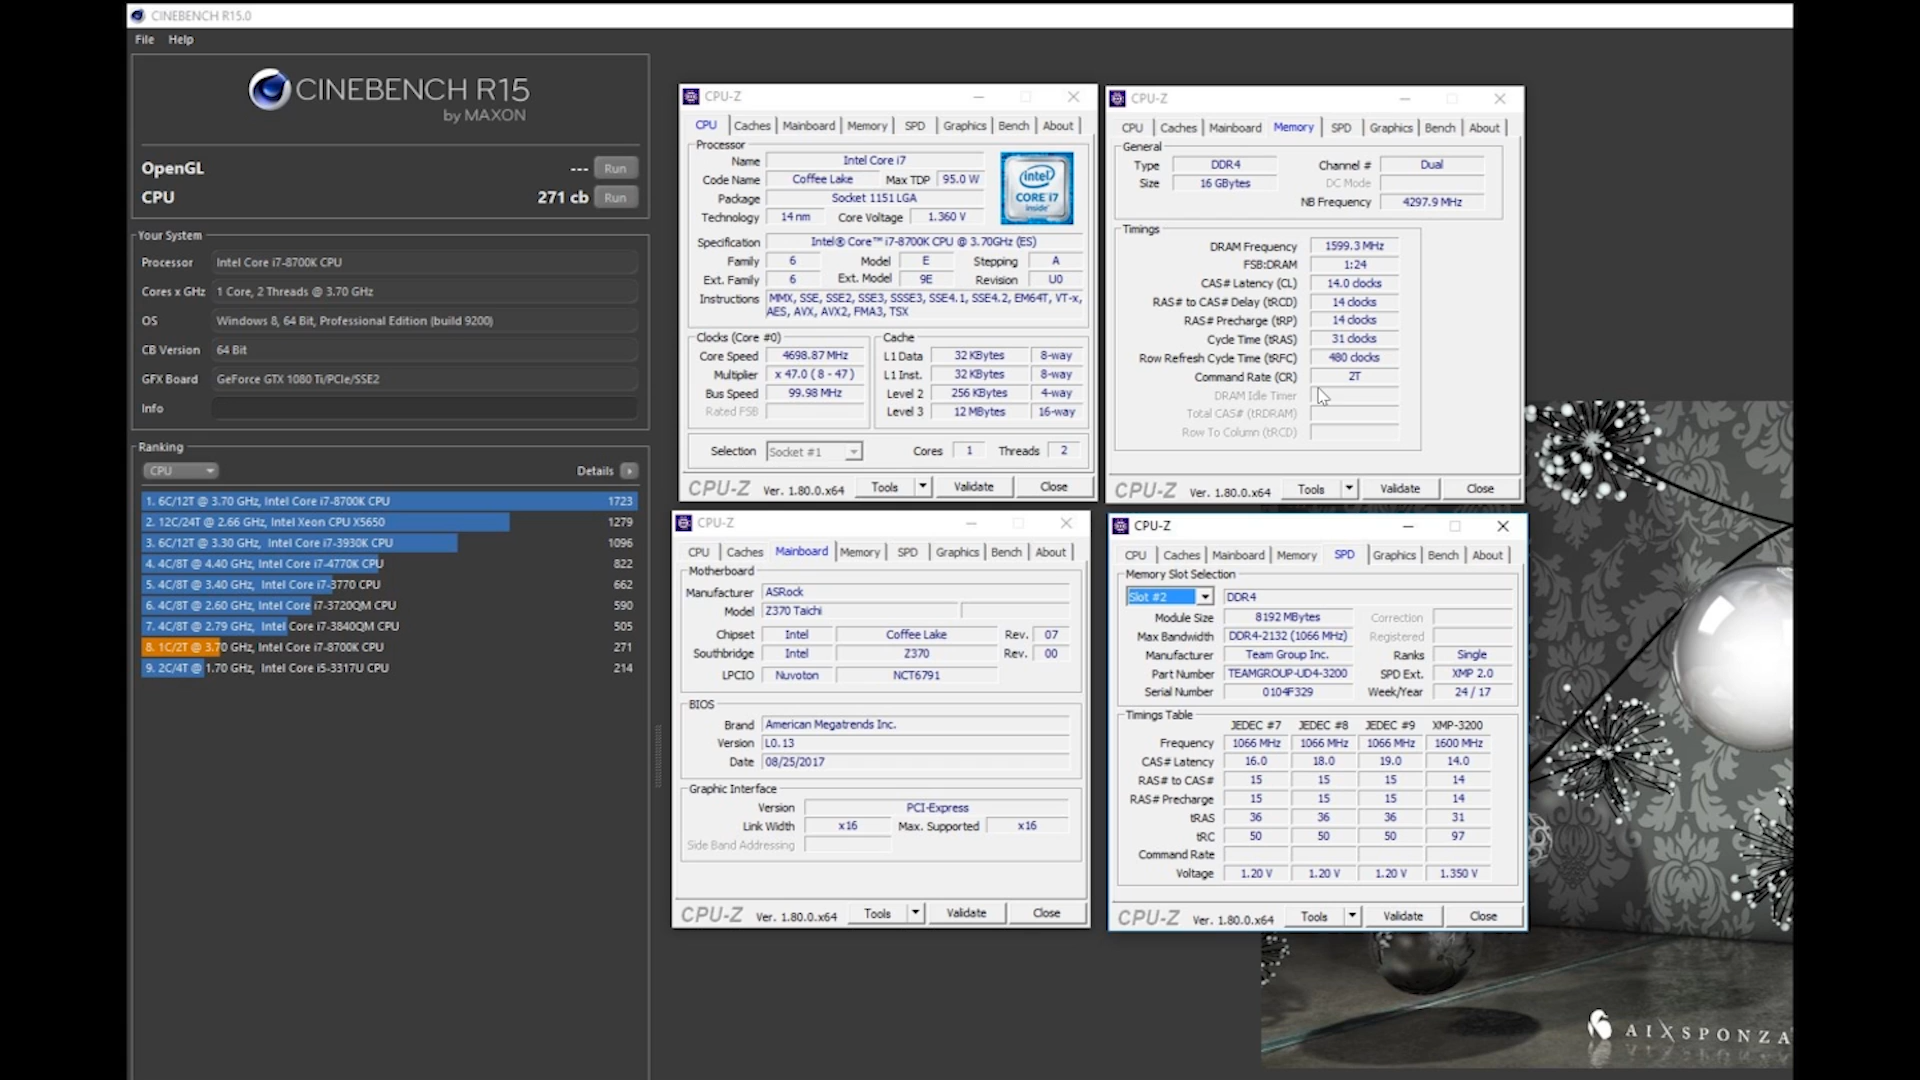 CINEBENCH R15.0
File Help
CINEBENCH R15
by MAXON
OpenGL --- Run
CPU 271 cb Run
Your System
Processor Intel Core i7-8700K CPU
Cores x GHz 1 Core, 2 Threads @ 3.70 GHz
OS Windows 8, 64 Bit, Professional Edition (build 9200)
CB Version 64 Bit
GFX Board GeForce GTX 1080 Ti/PCIe/SSE2
Info
Ranking
CPU Details
1. 6C/12T @ 3.70 GHz, Intel Core i7-8700K CPU 1723
2. 12C/24T @ 2.66 GHz, Intel Xeon CPU X5650 1279
3. 6C/12T @ 3.30 GHz, Intel Core i7-3930K CPU 1096
4. 4C/8T @ 4.40 GHz, Intel Core i7-4770K CPU 822
5. 4C/8T @ 3.40 GHz, Intel Core i7-3770 CPU 662
6. 4C/8T @ 2.60 GHz, Intel Core i7-3720QM CPU 590
7. 4C/8T @ 2.79 GHz, Intel Core i7-3840QM CPU 505
8. 1C/2T @ 3.70 GHz, Intel Core i7-8700K CPU 271
9. 2C/4T @ 1.70 GHz, Intel Core i5-3317U CPU 214
CPU-Z
CPU Caches Mainboard Memory SPD Graphics Bench About
Processor
Name Intel Core i7
Code Name Coffee Lake Max TDP 95.0 W
Package Socket 1151 LGA
Technology 14 nm Core Voltage 1.360 V
intel CORE i7 inside
Specification Intel® Core™ i7-8700K CPU @ 3.70GHz (ES)
Family 6 Model E Stepping A
Ext. Family 6 Ext. Model 9E Revision U0
Instructions MMX, SSE, SSE2, SSE3, SSSE3, SSE4.1, SSE4.2, EM64T, VT-x,
AES, AVX, AVX2, FMA3, TSX
Clocks (Core #0) Cache
Core Speed 4698.87 MHz L1 Data 32 KBytes 8-way
Multiplier x 47.0 ( 8 - 47 ) L1 Inst. 32 KBytes 8-way
Bus Speed 99.98 MHz Level 2 256 KBytes 4-way
Rated FSB Level 3 12 MBytes 16-way
Selection Socket #1 Cores 1 Threads 2
CPU-Z Ver. 1.80.0.x64 Tools Validate Close
CPU-Z
CPU Caches Mainboard Memory SPD Graphics Bench About
General
Type DDR4 Channel # Dual
Size 16 GBytes DC Mode
NB Frequency 4297.9 MHz
Timings
DRAM Frequency 1599.3 MHz
FSB:DRAM 1:24
CAS# Latency (CL) 14.0 clocks
RAS# to CAS# Delay (tRCD) 14 clocks
RAS# Precharge (tRP) 14 clocks
Cycle Time (tRAS) 31 clocks
Row Refresh Cycle Time (tRFC) 480 clocks
Command Rate (CR) 2T
DRAM Idle Timer
Total CAS# (tRDRAM)
Row To Column (tRCD)
CPU-Z Ver. 1.80.0.x64 Tools Validate Close
CPU-Z
CPU Caches Mainboard Memory SPD Graphics Bench About
Motherboard
Manufacturer ASRock
Model Z370 Taichi
Chipset Intel Coffee Lake Rev. 07
Southbridge Intel Z370 Rev. 00
LPCIO Nuvoton NCT6791
BIOS
Brand American Megatrends Inc.
Version L0.13
Date 08/25/2017
Graphic Interface
Version PCI-Express
Link Width x16 Max. Supported x16
Side Band Addressing
CPU-Z Ver. 1.80.0.x64 Tools Validate Close
CPU-Z
CPU Caches Mainboard Memory SPD Graphics Bench About
Memory Slot Selection
Slot #2 DDR4
Module Size 8192 MBytes Correction
Max Bandwidth DDR4-2132 (1066 MHz) Registered
Manufacturer Team Group Inc. Ranks Single
Part Number TEAMGROUP-UD4-3200 SPD Ext. XMP 2.0
Serial Number 0104F329 Week/Year 24 / 17
Timings Table
JEDEC #7 JEDEC #8 JEDEC #9 XMP-3200
Frequency 1066 MHz 1066 MHz 1066 MHz 1600 MHz
CAS# Latency 16.0 18.0 19.0 14.0
RAS# to CAS# 15 15 15 14
RAS# Precharge 15 15 15 14
tRAS 36 36 36 31
tRC 50 50 50 97
Command Rate
Voltage 1.20 V 1.20 V 1.20 V 1.350 V
CPU-Z Ver. 1.80.0.x64 Tools Validate Close
AIXSPONZA